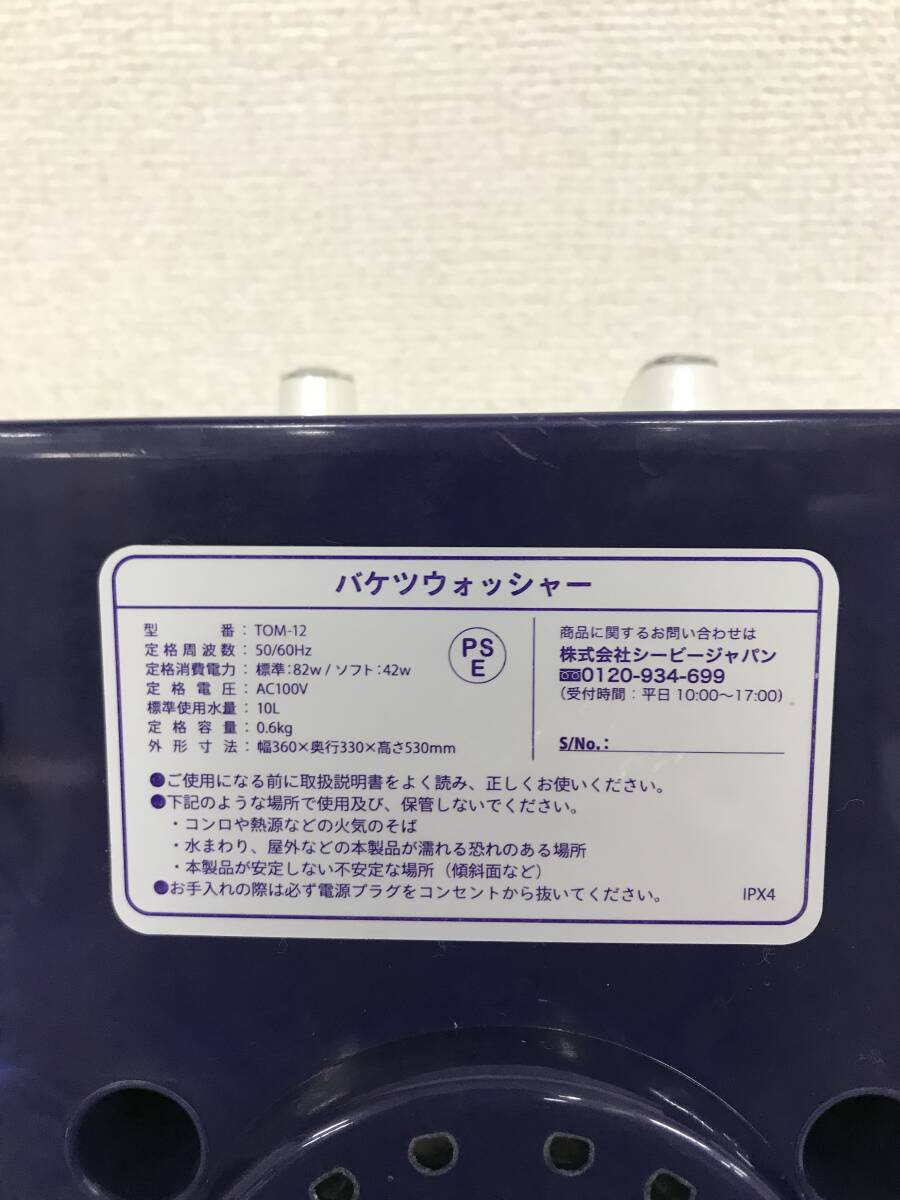 バケツウォッシャー
型　　　番：TOM-12
定格周波数：50/60Hz
定格消費電力：標準:82w / ソフト:42w
定格電圧：AC100V
標準使用水量：10L
定格容量：0.6kg
外形寸法：幅360×奥行330×高さ530mm
PS
E
商品に関するお問い合わせは
株式会社シービージャパン
0120-934-699
（受付時間：平日 10:00〜17:00）
S/No.：
●ご使用になる前に取扱説明書をよく読み、正しくお使いください。
●下記のような場所で使用及び、保管しないでください。
・コンロや熱源などの火気のそば
・水まわり、屋外などの本製品が濡れる恐れのある場所
・本製品が安定しない不安定な場所（傾斜面など）
●お手入れの際は必ず電源プラグをコンセントから抜いてください。
IPX4